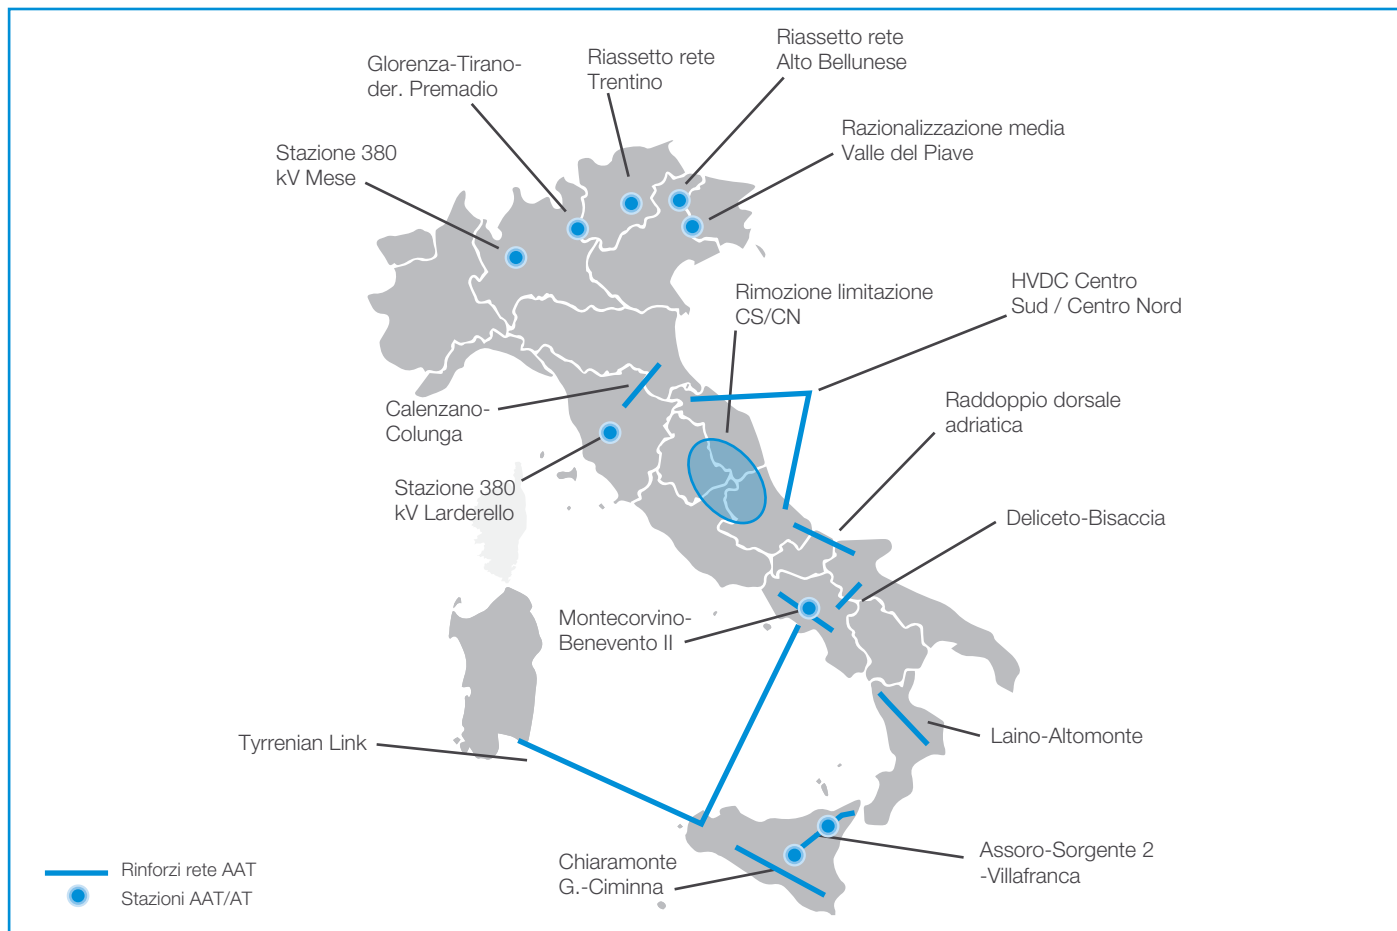 Riassetto rete
Alto Bellunese
Riassetto rete
Trentino
Glorenza-Tirano-
der. Premadio
Razionalizzazione media
Valle del Piave
Stazione 380
kV Mese
HVDC Centro
Sud / Centro Nord
Rimozione limitazione
CS/CN
Raddoppio dorsale
adriatica
Calenzano-
Colunga
Stazione 380
kV Larderello
Deliceto-Bisaccia
Montecorvino-
Benevento II
Tyrrenian Link
Laino-Altomonte
Assoro-Sorgente 2
-Villafranca
Chiaramonte
G.-Ciminna
Rinforzi rete AAT
Stazioni AAT/AT